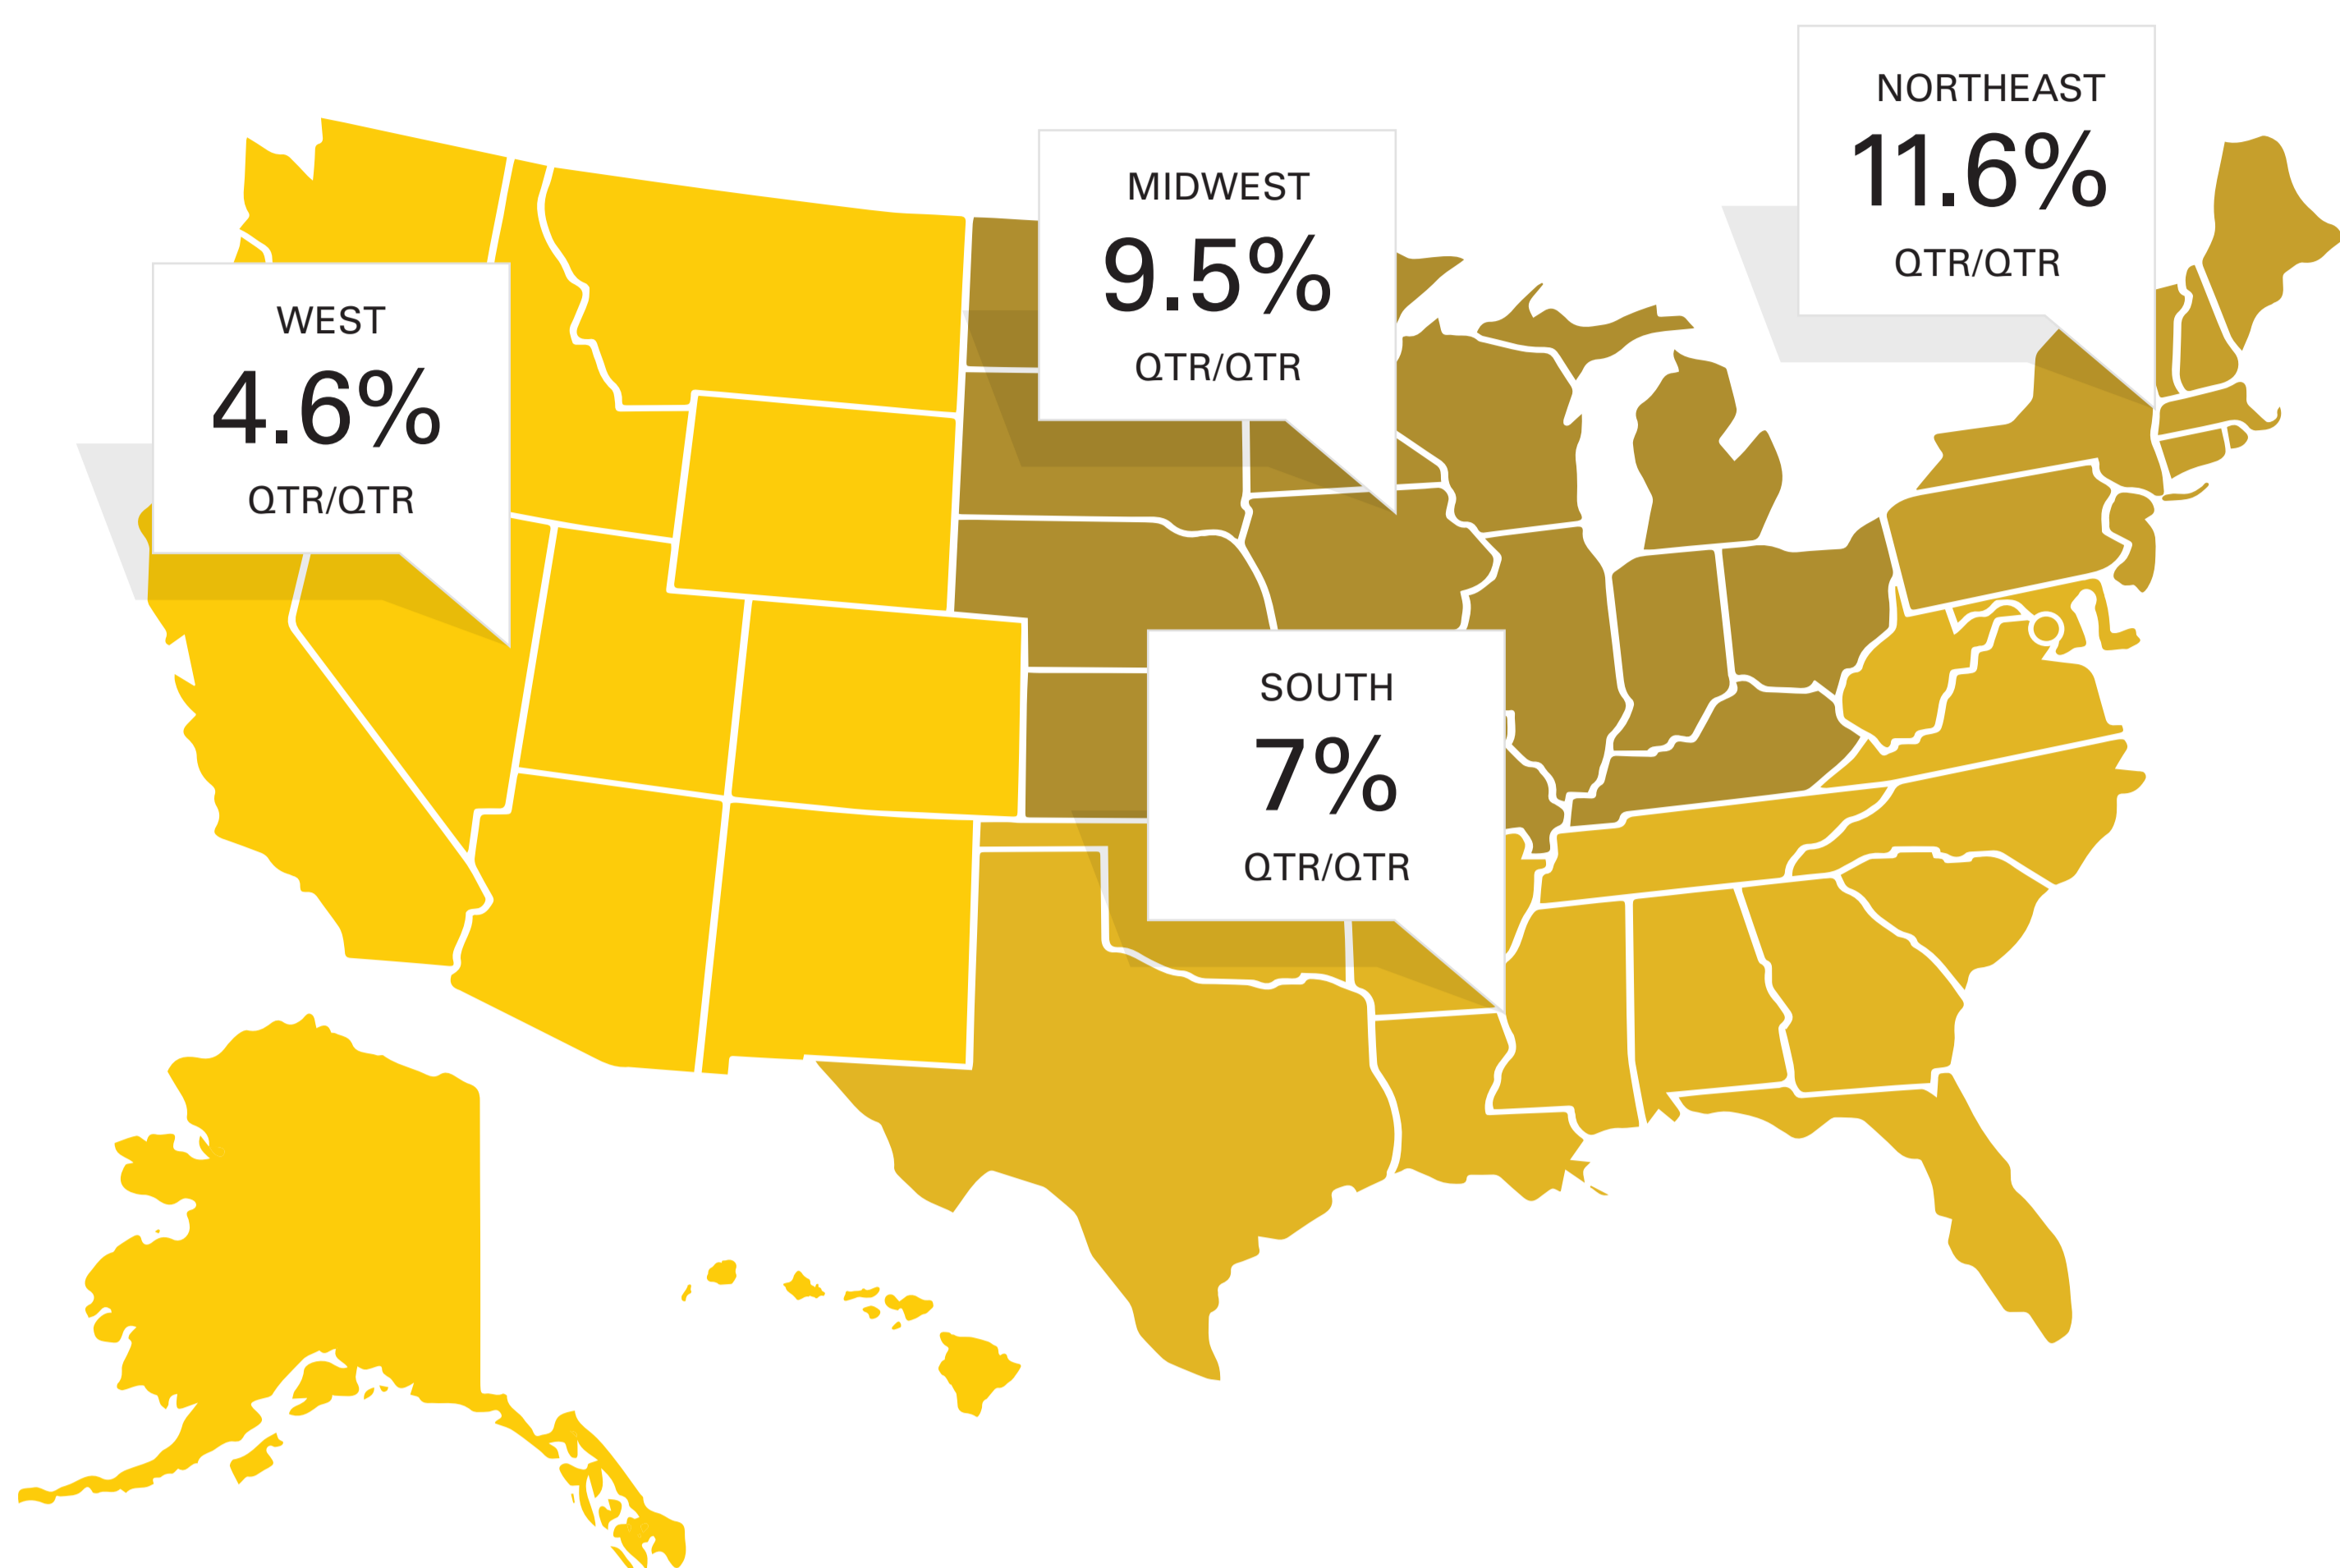 NORTHEAST
11.6%
QTR/QTR
MIDWEST
9.5%
QTR/QTR
WEST
4.6%
QTR/QTR
SOUTH
7%
QTR/QTR